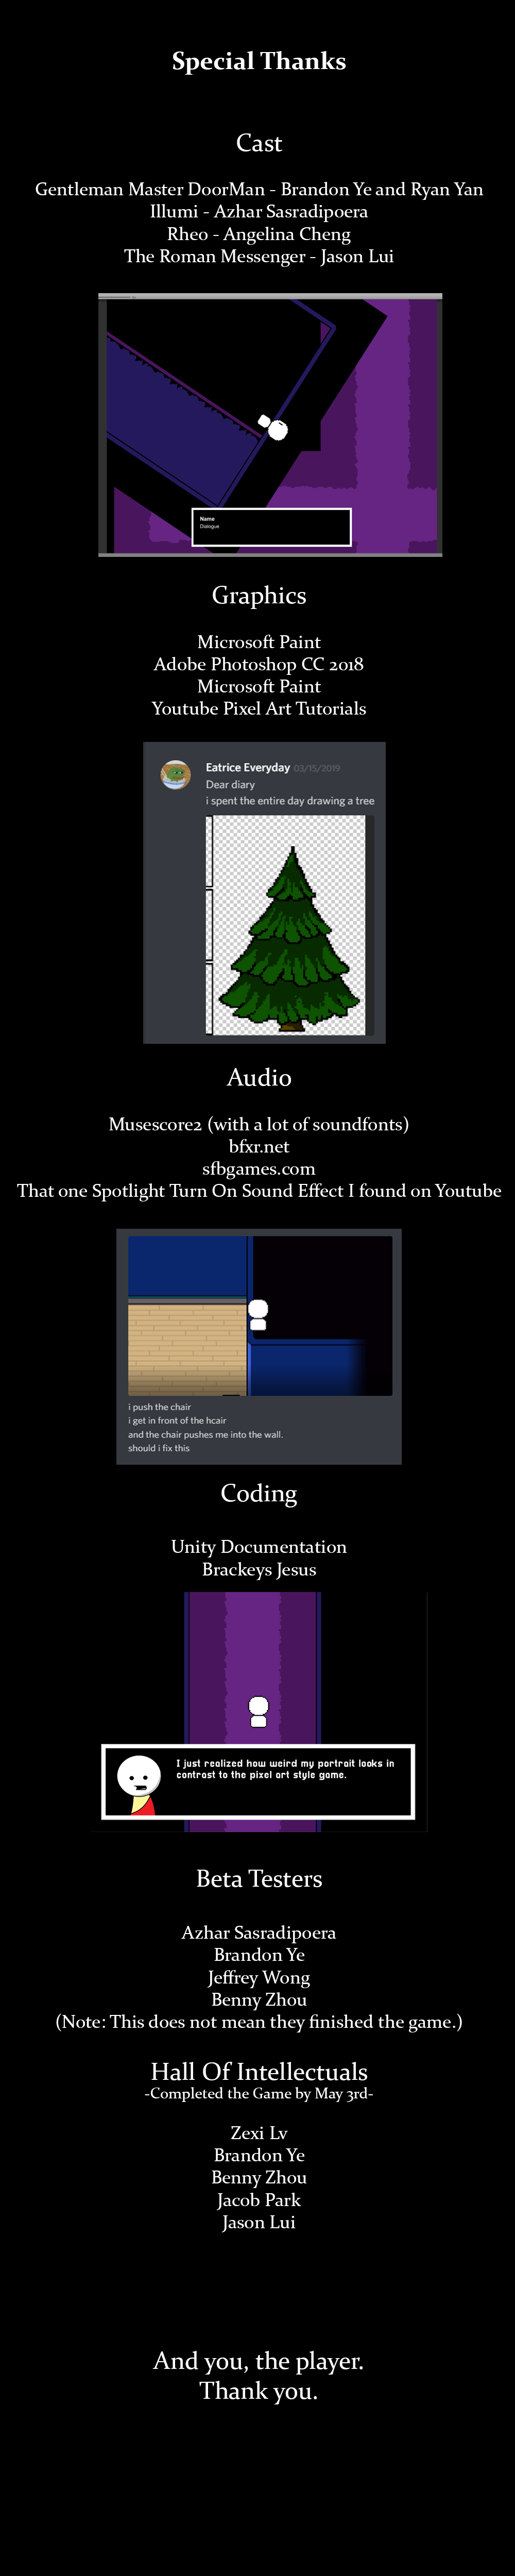 Special Thanks
Cast
Gentleman Master DoorMan - Brandon Ye and Ryan Yan
Illumi - Azhar Sasradipoera
Rheo - Angelina Cheng
The Roman Messenger - Jason Lui
Name
Dialogue
Graphics
Microsoft Paint
Adobe Photoshop CC 2018
Microsoft Paint
Youtube Pixel Art Tutorials
Eatrice Everyday 03/15/2019
Dear diary
i spent the entire day drawing a tree
Audio
Musescore2 (with a lot of soundfonts)
bfxr.net
sfbgames.com
That one Spotlight Turn On Sound Effect I found on Youtube
i push the chair
i get in front of the hcair
and the chair pushes me into the wall.
should i fix this
Coding
Unity Documentation
Brackeys Jesus
I just realized how weird my portrait looks in
contrast to the pixel art style game.
Beta Testers
Azhar Sasradipoera
Brandon Ye
Jeffrey Wong
Benny Zhou
(Note: This does not mean they finished the game.)
Hall Of Intellectuals
-Completed the Game by May 3rd-
Zexi Lv
Brandon Ye
Benny Zhou
Jacob Park
Jason Lui
And you, the player.
Thank you.